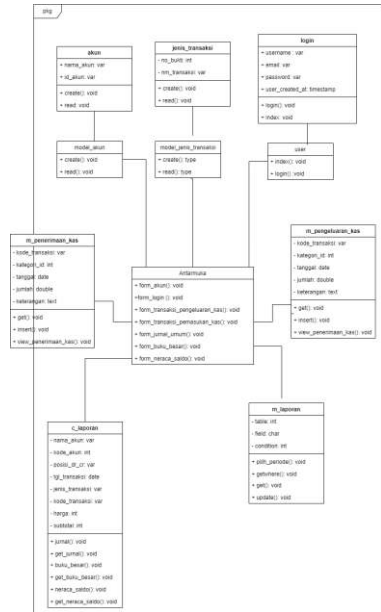 pkg
akun
+ nama_akun: var
+ id_akun: var
+ create(): void
+ read: void
jenis_transaksi
- no_bukti: int
- nm_transaksi: var
+ create(): void
+ read(): void
login
+ username : var
+ email: var
+ password: var
+ user_created_at: timestamp
+ login(): void
+ index: void
model_akun
+ create(): void
+ read(): void
model_jenis_transaksi
+ create(): type
+ read(): type
user
+ index(): void
+ login(): void
m_penerimaan_kas
- kode_transaksi: var
- kategori_id: int
- tanggal: date
- jumlah: double
- keterangan: text
+ get(): void
+ insert(): void
+ view_penerimaan_kas(): void
Antarmuka
+ form_akun(): void
+form_login (): void
+ form_transaksi_pengeluaran_kas(): void
+ form_transaksi_pemasukan_kas(): void
+ form_jurnal_umum(): void
+ form_buku_besar(): void
+ form_neraca_saldo(): void
m_pengeluaran_kas
- kode_transaksi: var
- kategori_id: int
- tanggal: date
- jumlah: double
- keterangan: text
+ get(): void
+ insert(): void
+ view_penerimaan_kas(): void
c_laporan
- nama_akun: var
- kode_akun: int
- posisi_dr_cr: var
- tgl_transaksi: date
- jenis_transaksi: var
- kode_transaksi: var
- harga: int
- subtotal: int
+ jurnal(): void
+ get_jurnal(): void
+ buku_besar(): void
+ get_buku_besar(): void
+ neraca_saldo(): void
+ get_neraca_saldo(): void
m_laporan
- table: int
- field: char
- condition: int
+ pilih_periode(): void
+ getwhere(): void
+ get(): void
+ update(): void